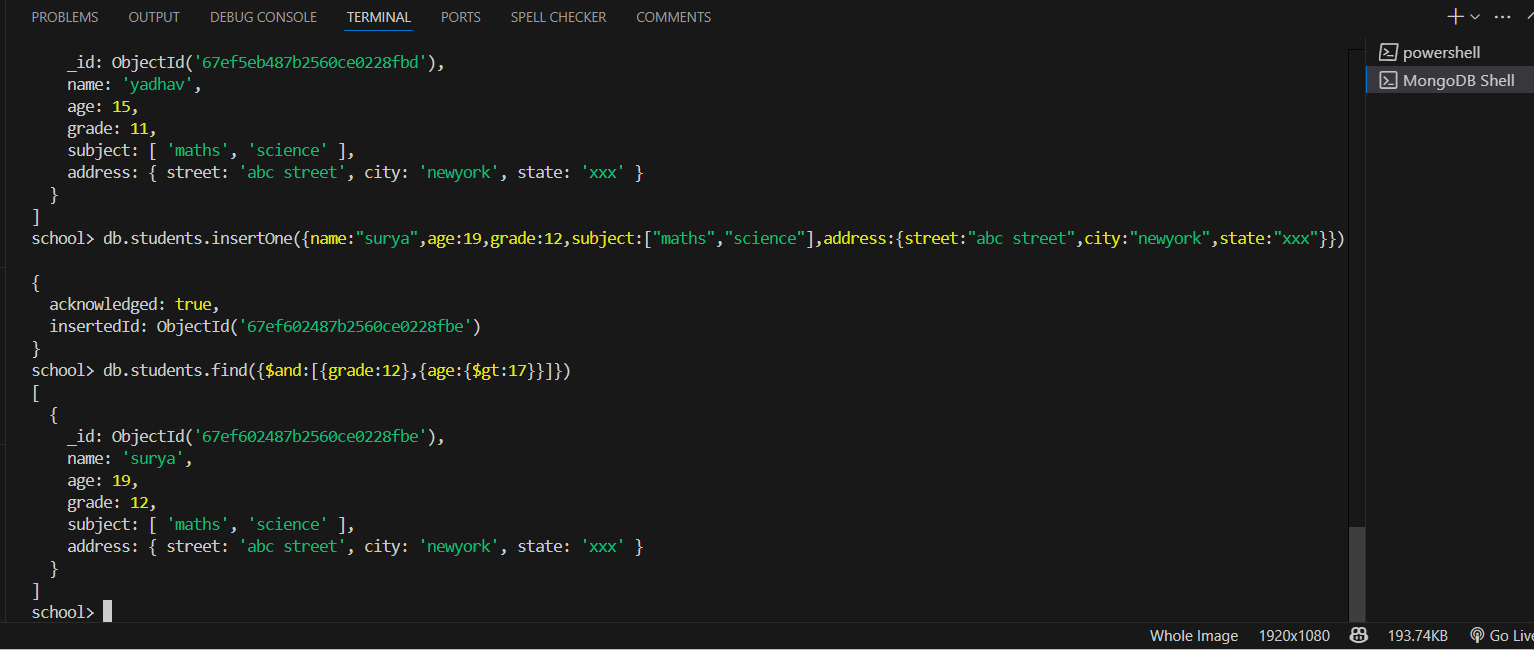 PROBLEMS OUTPUT DEBUG CONSOLE TERMINAL PORTS SPELL CHECKER COMMENTS
powershell
MongoDB Shell
_id: ObjectId('67ef5eb487b2560ce0228fbd'),
name: 'yadhav',
age: 15,
grade: 11,
subject: [ 'maths', 'science' ],
address: { street: 'abc street', city: 'newyork', state: 'xxx' }
}
]
school> db.students.insertOne({name:"surya",age:19,grade:12,subject:["maths","science"],address:{street:"abc street",city:"newyork",state:"xxx"}})
{
acknowledged: true,
insertedId: ObjectId('67ef602487b2560ce0228fbe')
}
school> db.students.find({$and:[{grade:12},{age:{$gt:17}}]})
[
{
_id: ObjectId('67ef602487b2560ce0228fbe'),
name: 'surya',
age: 19,
grade: 12,
subject: [ 'maths', 'science' ],
address: { street: 'abc street', city: 'newyork', state: 'xxx' }
}
]
school>
Whole Image 1920x1080 193.74KB Go Live